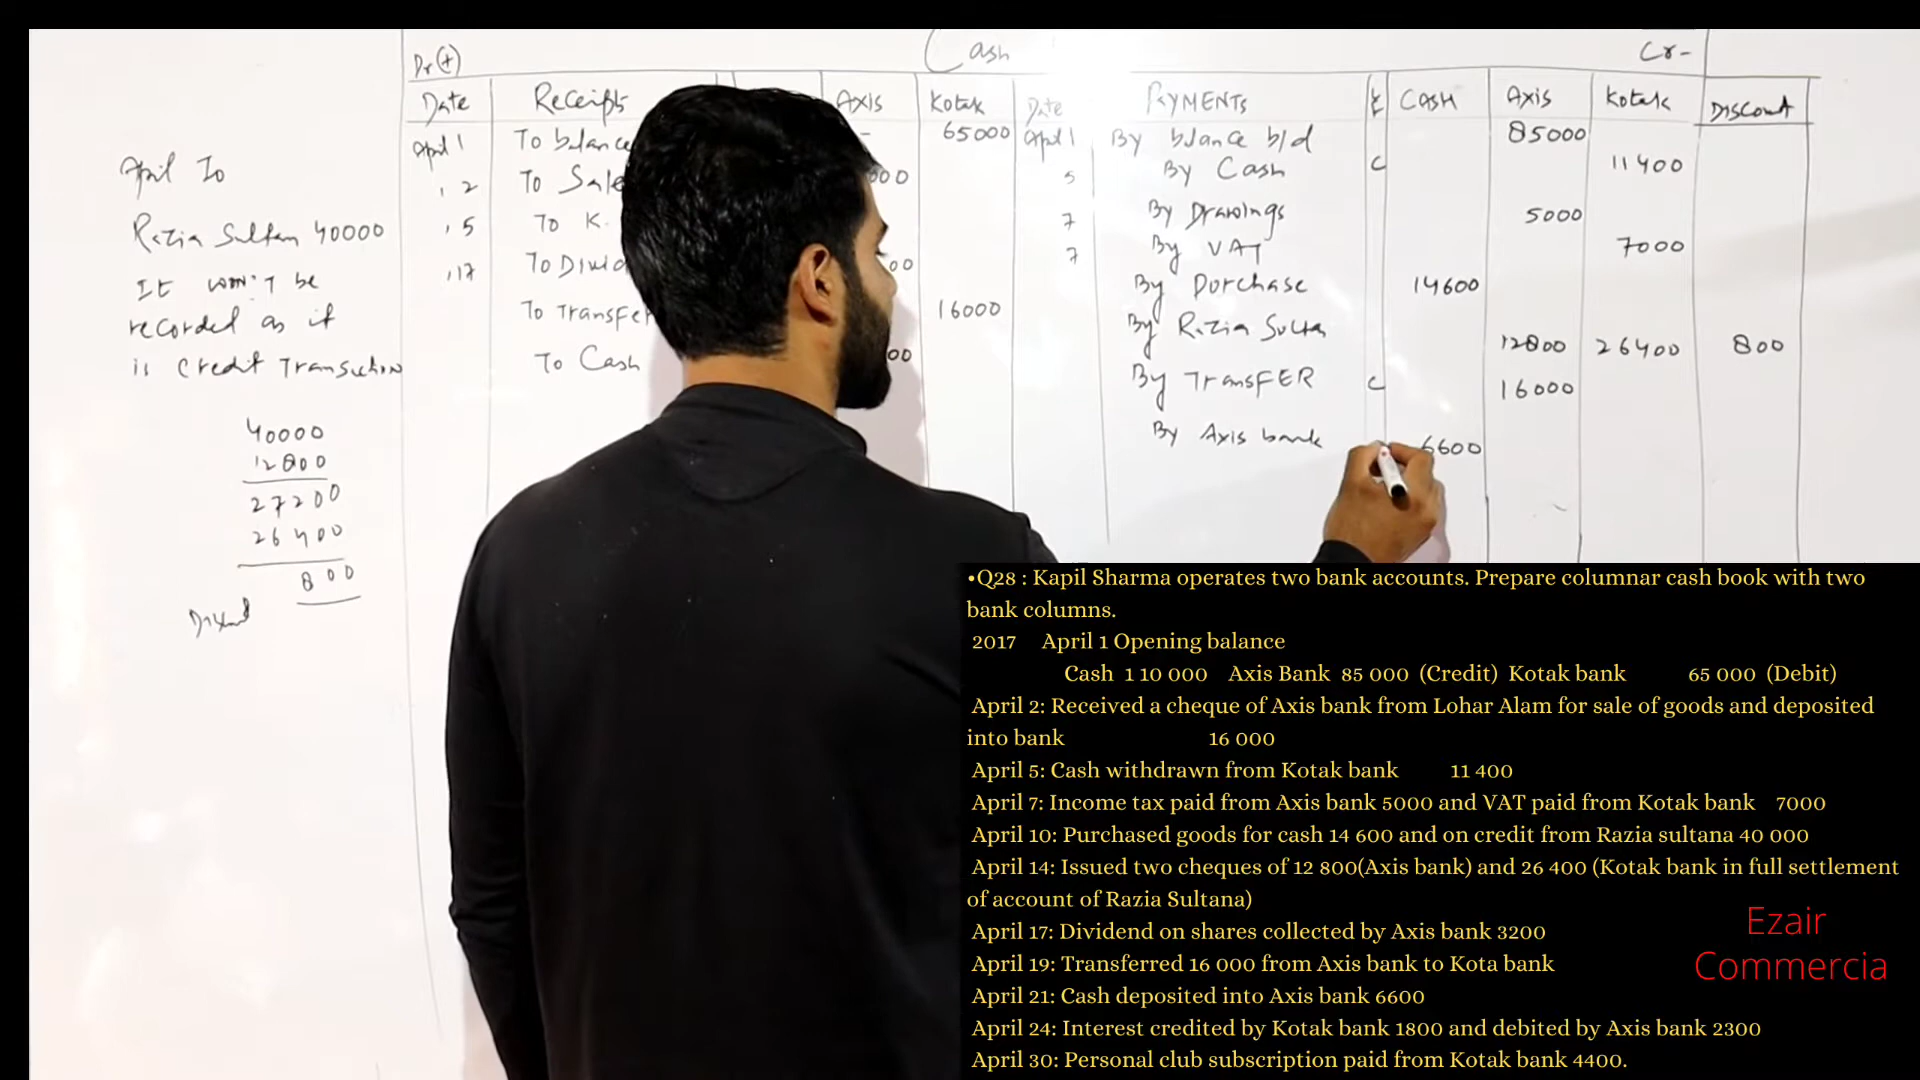 April 10
Razia Sultan 40000
It won't be
recorded as it
is Credit Transuction
40000
12800
27200
26400
800
Dr (+) Cash Cr -
Date Receipts Axis Kotak Date PAYMENTS CASH Axis Kotak Discount
April 1 To balance 65000 April 1 By blance b/d 85000
, 2 To Sale 000 5 By Cash C 11400
, 5 To K. 7 By Drawings 5000
,17 To Divid 00 7 By VAT 7000
By Purchase 14600
To Transfer 16000 By Razia Sultan 12800 26400 800
To Cash 00 By TransFER C 16000
By Axis bank 6600
•Q28 : Kapil Sharma operates two bank accounts. Prepare columnar cash book with two
bank columns.
2017 April 1 Opening balance
Cash 1 10 000 Axis Bank 85 000 (Credit) Kotak bank 65 000 (Debit)
April 2: Received a cheque of Axis bank from Lohar Alam for sale of goods and deposited
into bank 16 000
April 5: Cash withdrawn from Kotak bank 11 400
April 7: Income tax paid from Axis bank 5000 and VAT paid from Kotak bank 7000
April 10: Purchased goods for cash 14 600 and on credit from Razia sultana 40 000
April 14: Issued two cheques of 12 800(Axis bank) and 26 400 (Kotak bank in full settlement
of account of Razia Sultana)
April 17: Dividend on shares collected by Axis bank 3200
April 19: Transferred 16 000 from Axis bank to Kota bank
April 21: Cash deposited into Axis bank 6600
April 24: Interest credited by Kotak bank 1800 and debited by Axis bank 2300
April 30: Personal club subscription paid from Kotak bank 4400.
Ezair
Commercia